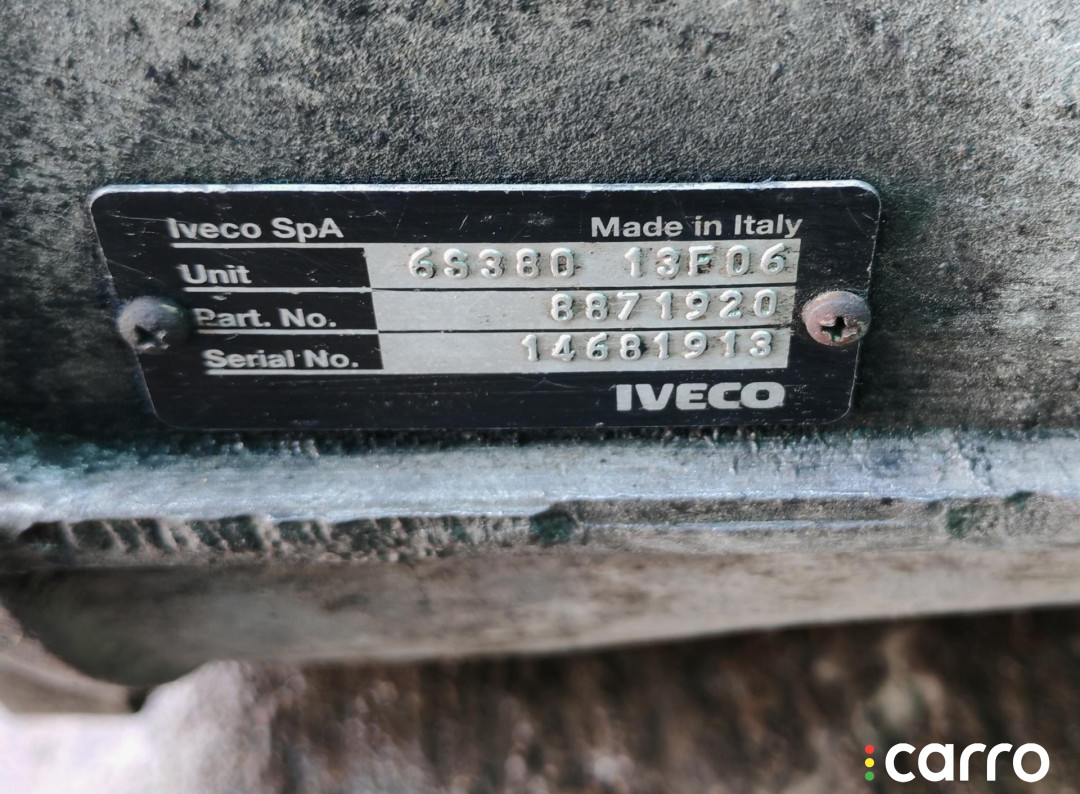 Iveco SpA Made in Italy
Unit 6S380 13F06
Part. No. 8871920
Serial No. 14681913
IVECO
carro